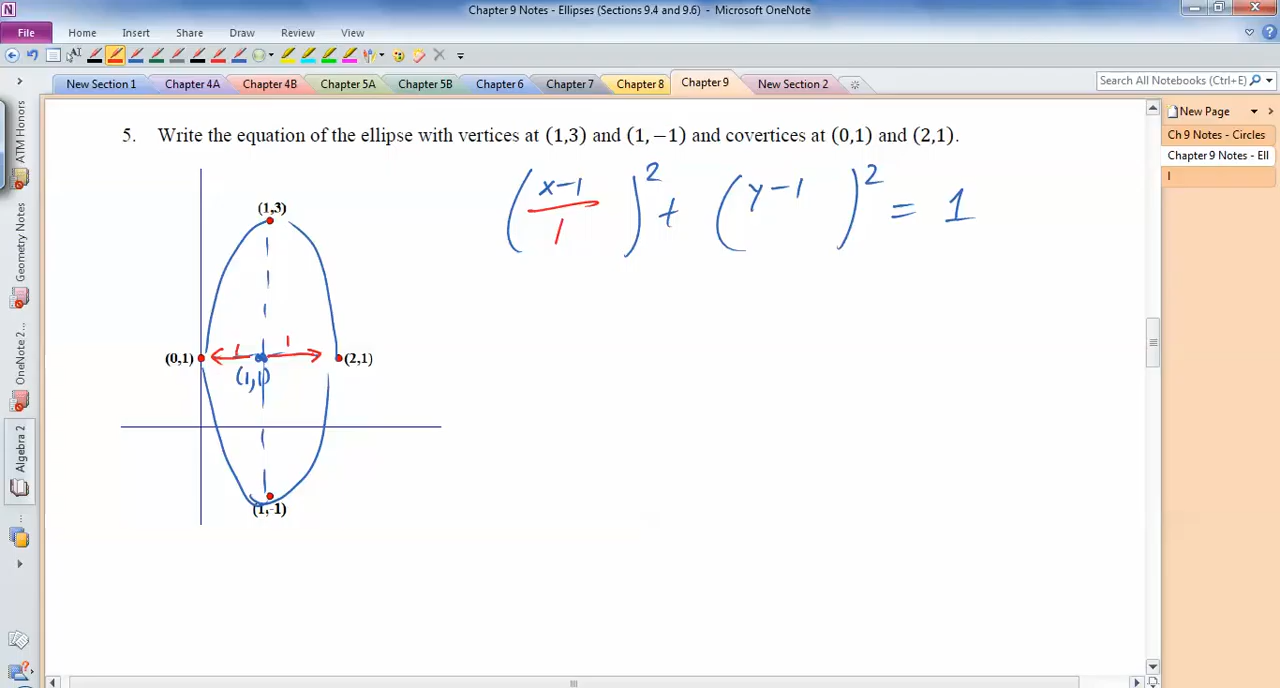 Chapter 9 Notes - Ellipses (Sections 9.4 and 9.6) - Microsoft OneNote
File Home Insert Share Draw Review View
New Section 1 Chapter 4A Chapter 4B Chapter 5A Chapter 5B Chapter 6 Chapter 7 Chapter 8 Chapter 9 New Section 2
Search All Notebooks (Ctrl+E)
New Page
Ch 9 Notes - Circles
Chapter 9 Notes - Ell
I
ATM Honors
Geometry Notes
OneNote 2...
Algebra 2
5. Write the equation of the ellipse with vertices at (1,3) and (1,−1) and covertices at (0,1) and (2,1).
((x−1)/1)² + (y−1)² = 1
(1,3)
1 1
(0,1) (2,1)
(1,1)
(1,-1)